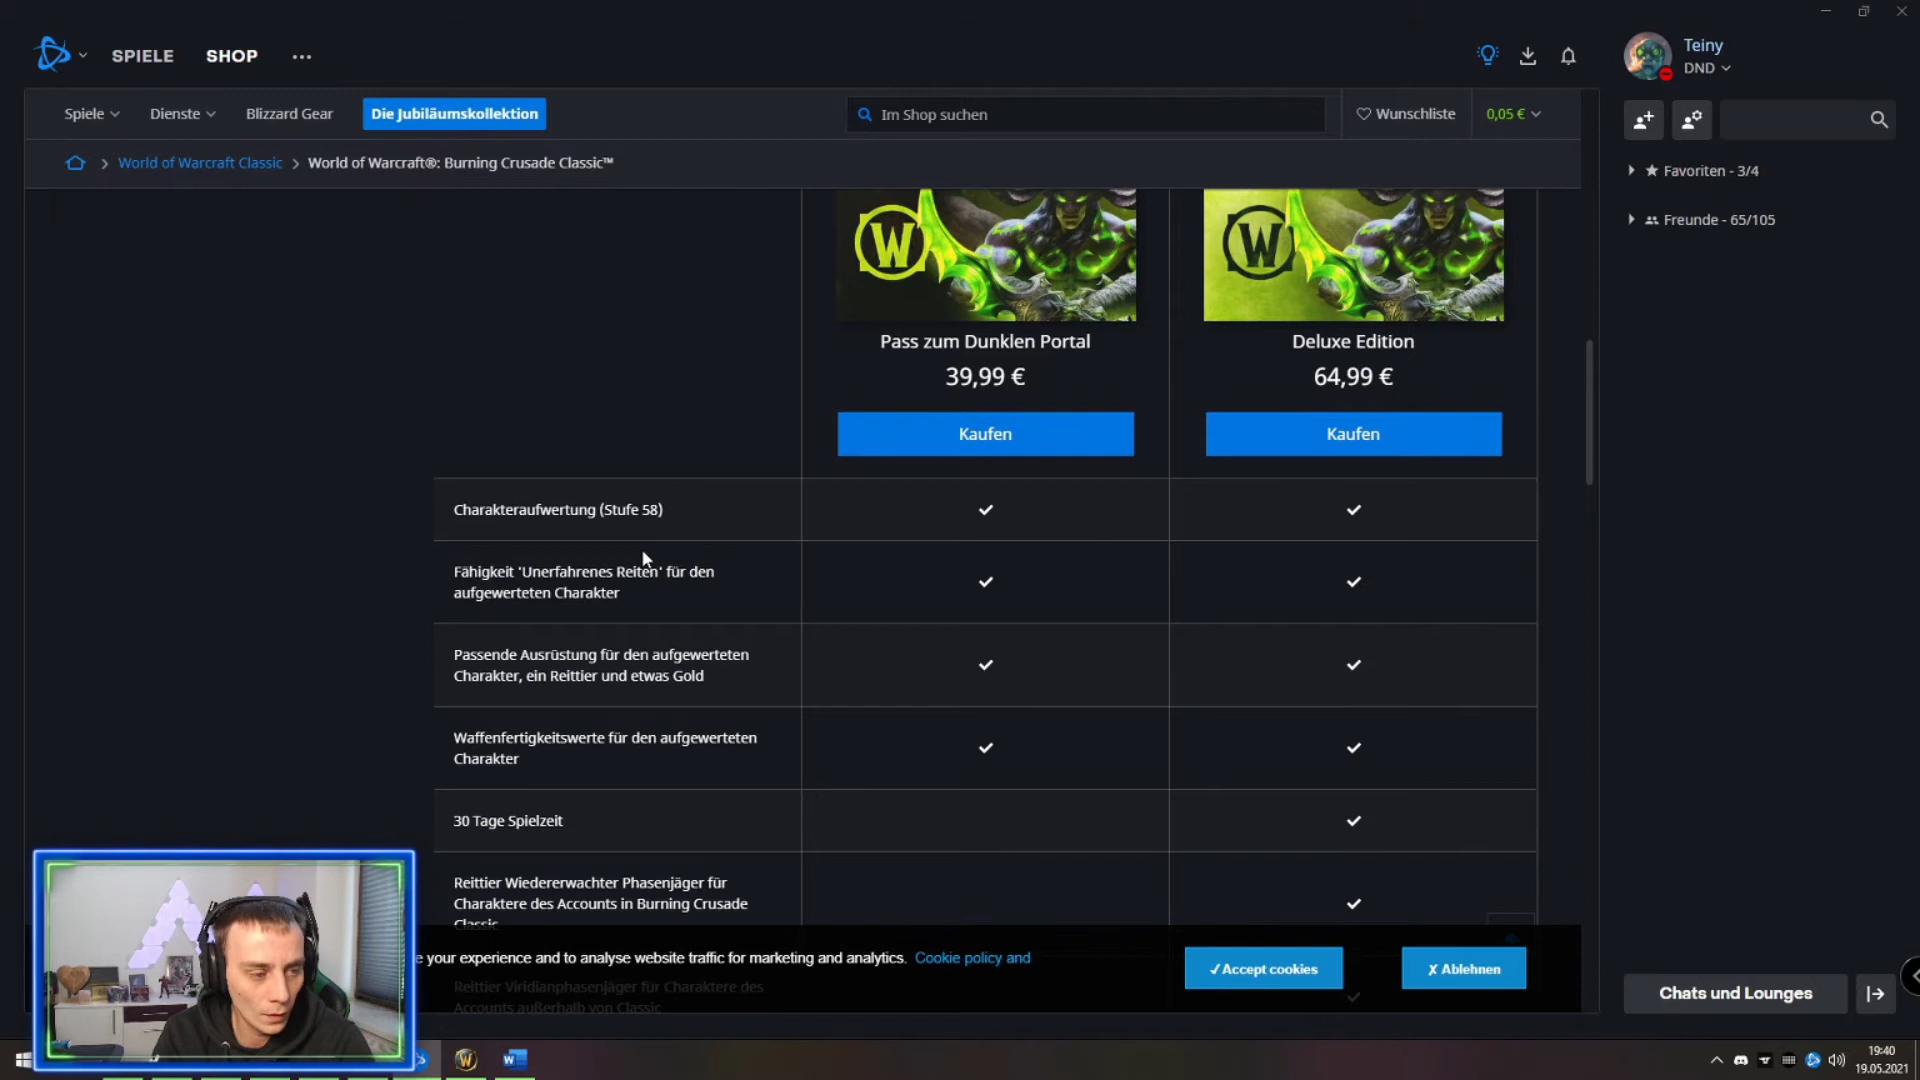 SPIELE SHOP
Teiny
DND
Spiele Dienste Blizzard Gear Die Jubiläumskollektion Im Shop suchen Wunschliste 0,05 €
World of Warcraft Classic > World of Warcraft®: Burning Crusade Classic™
Favoriten - 3/4
Freunde - 65/105
W W
Pass zum Dunklen Portal Deluxe Edition
39,99 € 64,99 €
Kaufen Kaufen
Charakteraufwertung (Stufe 58)
Fähigkeit 'Unerfahrenes Reiten' für den
aufgewerteten Charakter
Passende Ausrüstung für den aufgewerteten
Charakter, ein Reittier und etwas Gold
Waffenfertigkeitswerte für den aufgewerteten
Charakter
30 Tage Spielzeit
Reittier Wiedererwachter Phasenjäger für
Charaktere des Accounts in Burning Crusade
Classic
e your experience and to analyse website traffic for marketing and analytics. Cookie policy and
✓Accept cookies ✗ Ablehnen
Reittier Viridianphasenjäger für Charaktere des
Accounts außerhalb von Classic
Chats und Lounges
W W
19:40
19.05.2021